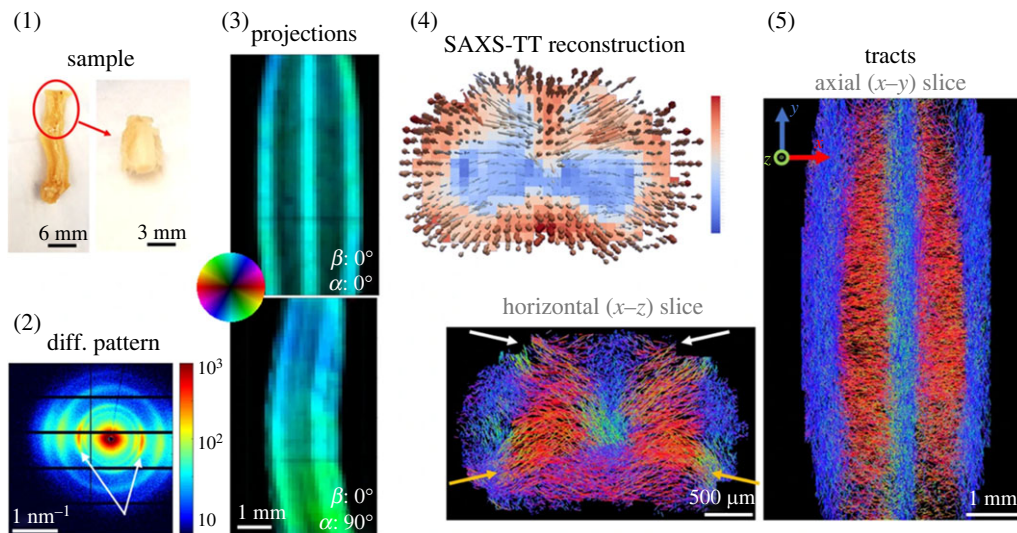 (1)
sample
6 mm
3 mm
(2)
diff. pattern
10³
10²
10
1 nm⁻¹
(3)
projections
β: 0°
α: 0°
β: 0°
α: 90°
1 mm
(4)
SAXS-TT reconstruction
horizontal (x–z) slice
500 µm
(5)
tracts
axial (x–y) slice
y
z
x
1 mm